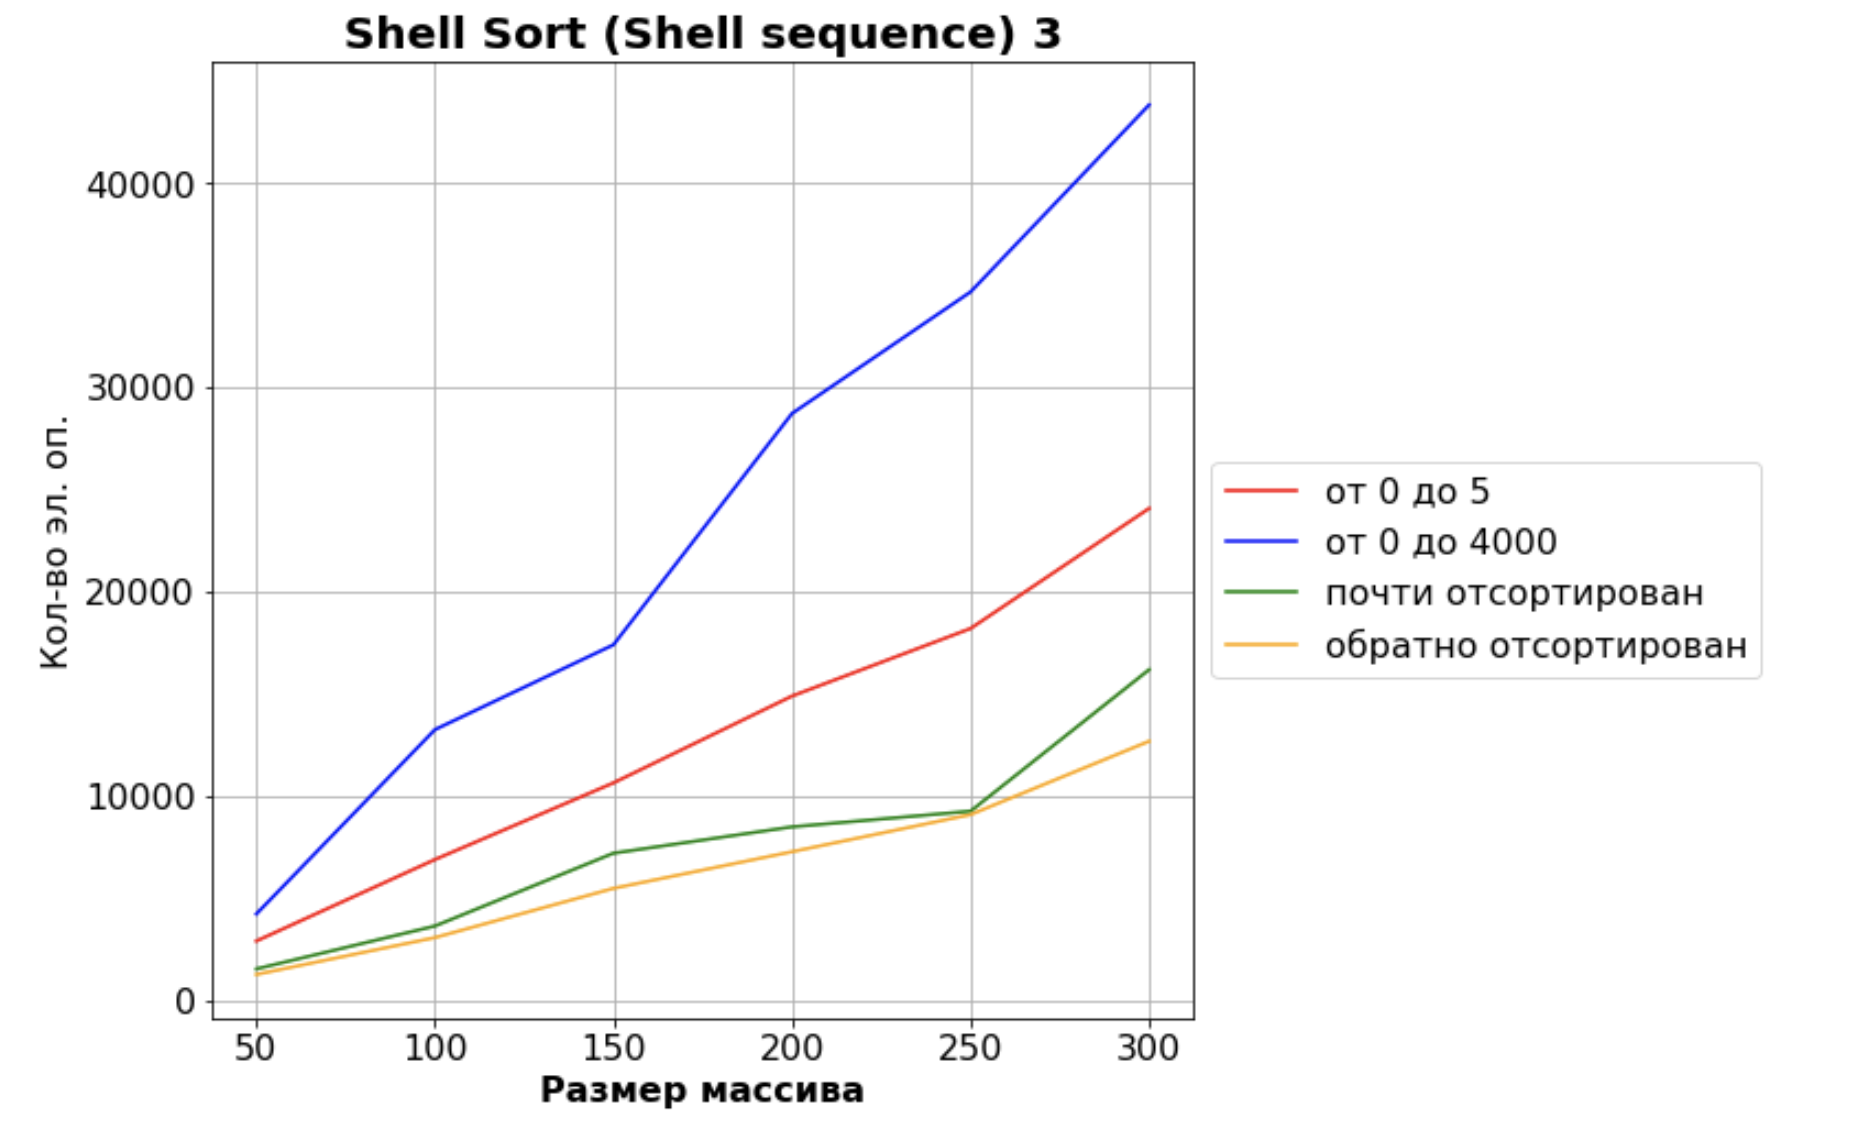 Shell Sort (Shell sequence) 3
Кол-во эл. оп.
40000
30000
20000
10000
0
50 100 150 200 250 300
Размер массива
от 0 до 5
от 0 до 4000
почти отсортирован
обратно отсортирован